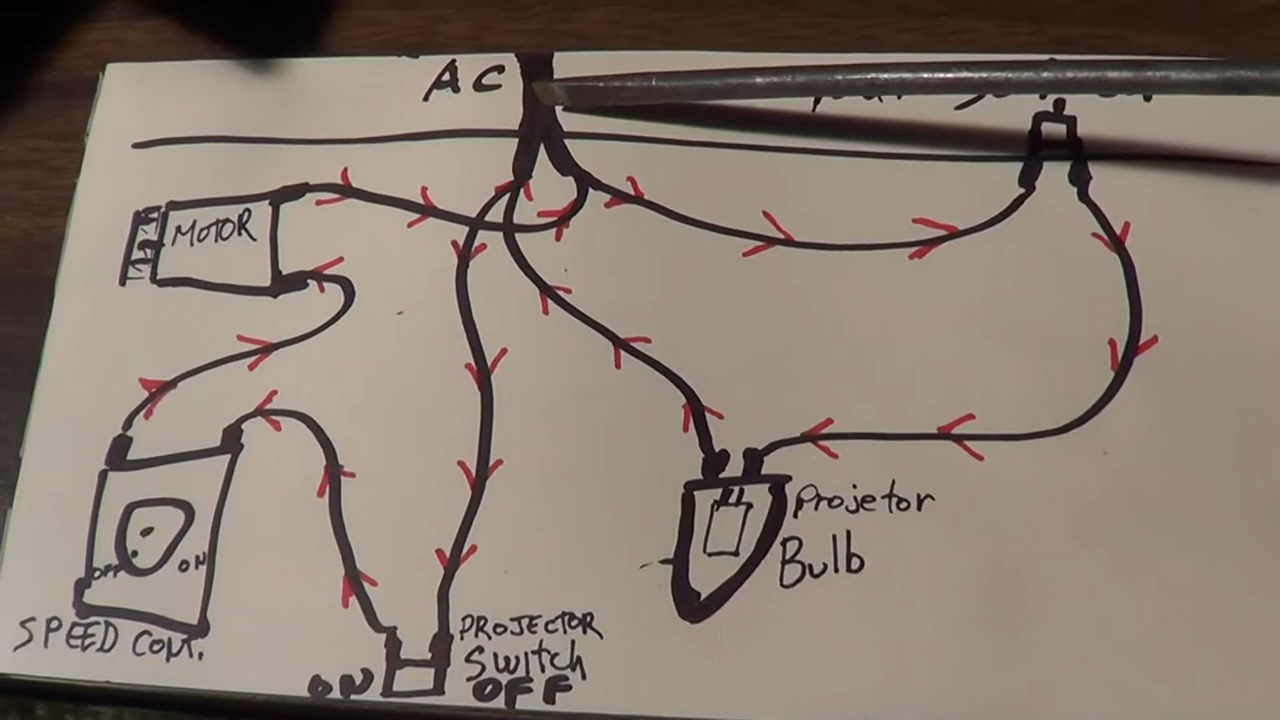 AC
MOTOR
OFF
ON
SPEED CONT.
PROJECTOR
Switch
ON
OFF
Projetor
Bulb